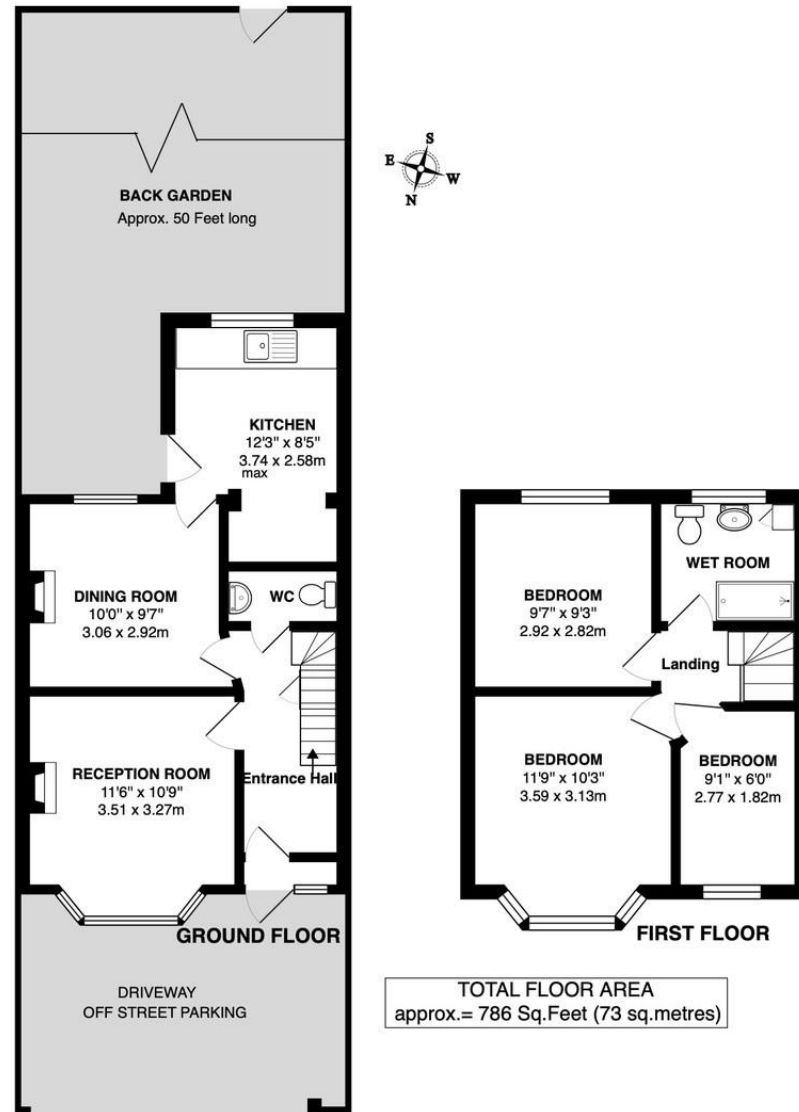 S
E
W
N
BACK GARDEN
Approx. 50 Feet long
KITCHEN
12'3" x 8'5"
3.74 x 2.58m
max
DINING ROOM
10'0" x 9'7"
3.06 x 2.92m
WC
RECEPTION ROOM
11'6" x 10'9"
3.51 x 3.27m
Entrance Hall
GROUND FLOOR
DRIVEWAY
OFF STREET PARKING
BEDROOM
9'7" x 9'3"
2.92 x 2.82m
WET ROOM
Landing
BEDROOM
11'9" x 10'3"
3.59 x 3.13m
BEDROOM
9'1" x 6'0"
2.77 x 1.82m
FIRST FLOOR
TOTAL FLOOR AREA
approx.= 786 Sq.Feet (73 sq.metres)